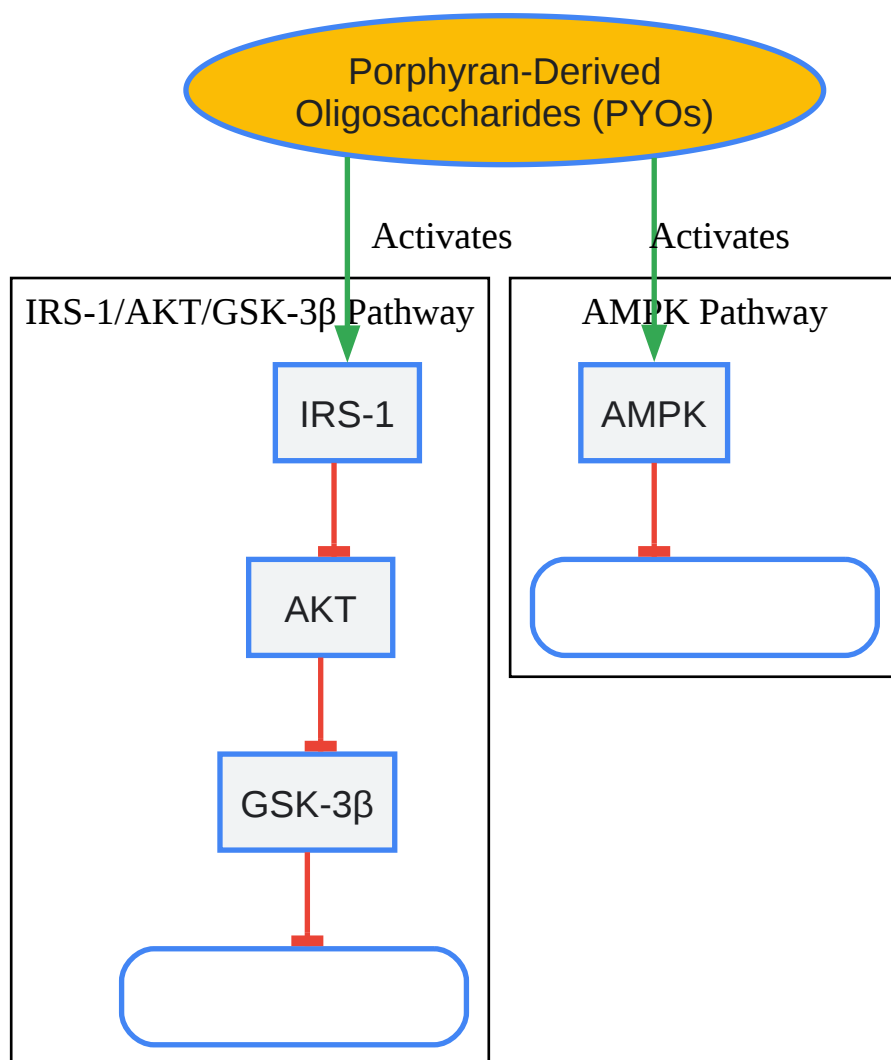 Porphyran-Derived
Oligosaccharides (PYOs)
Activates
Activates
IRS-1/AKT/GSK-3β Pathway
AMPK Pathway
IRS-1
AMPK
AKT
GSK-3β